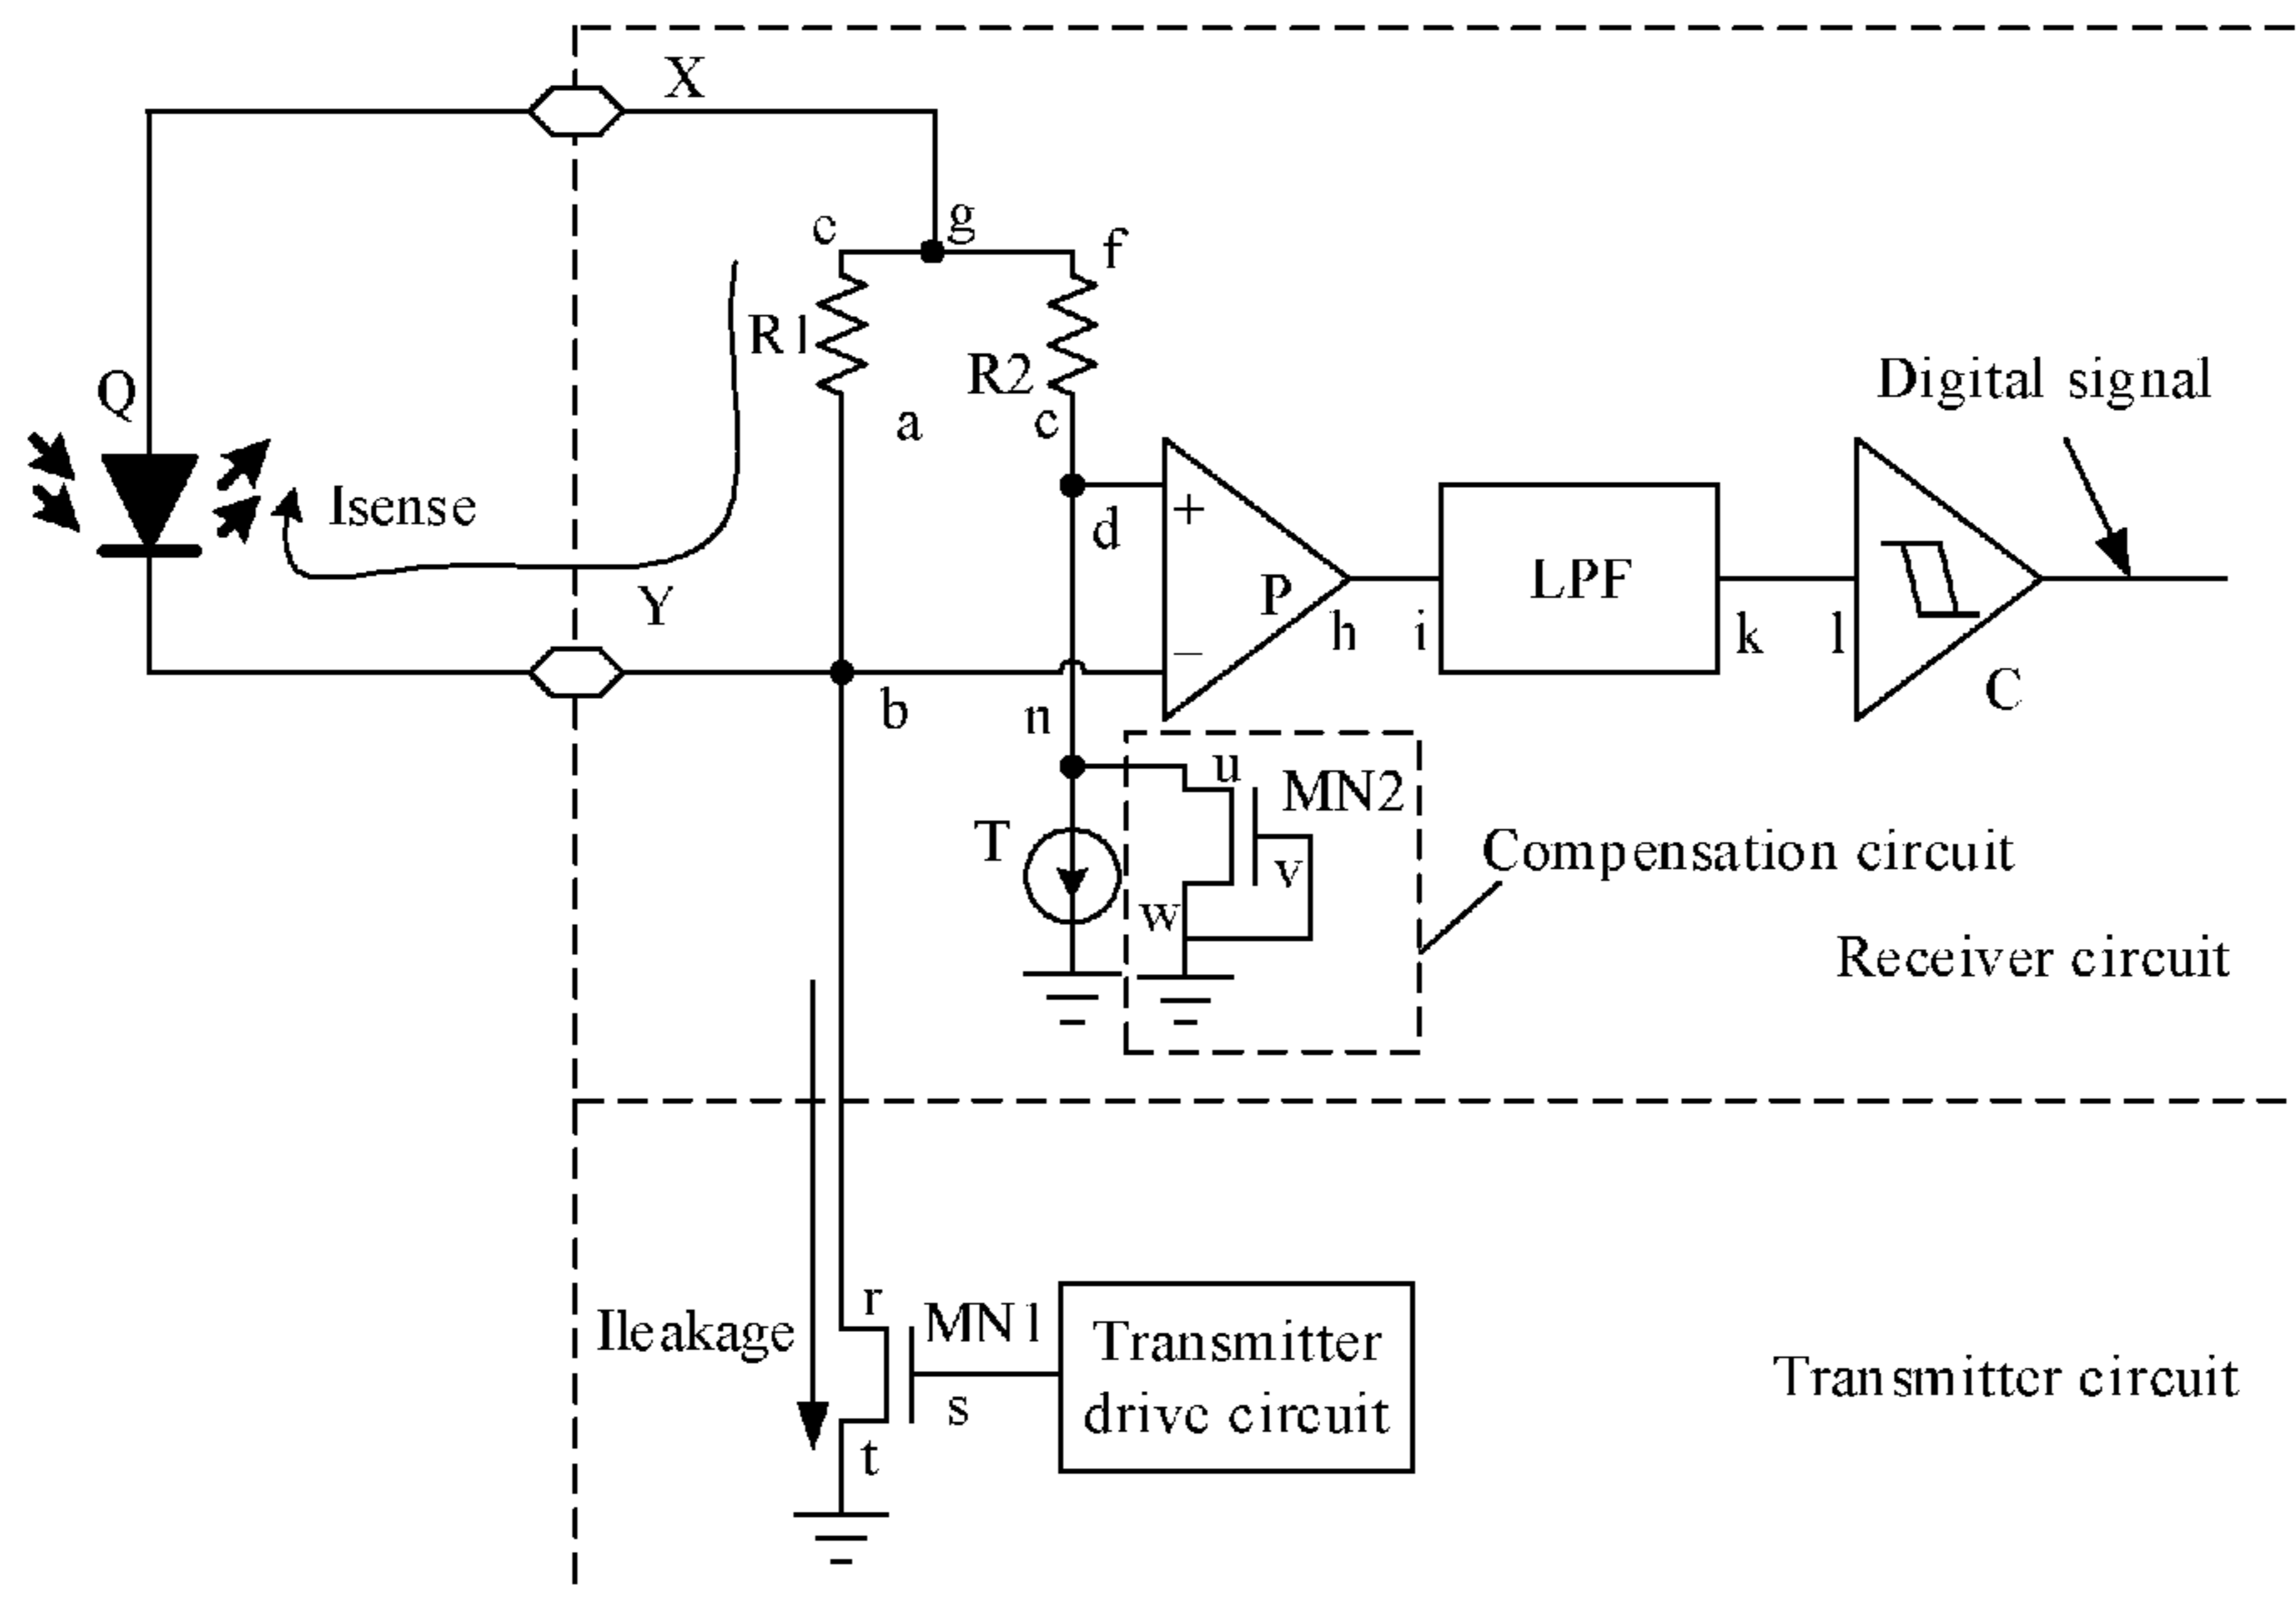 X
c
g
f
R1
R2
Q
a
c
Digital signal
Isense
d
+
P
LPF
Y
h
i
k
l
−
C
b
n
u
MN2
T
v
Compensation circuit
w
Receiver circuit
r
MN1
Ileakage
Transmitter
drive circuit
s
t
Transmitter circuit